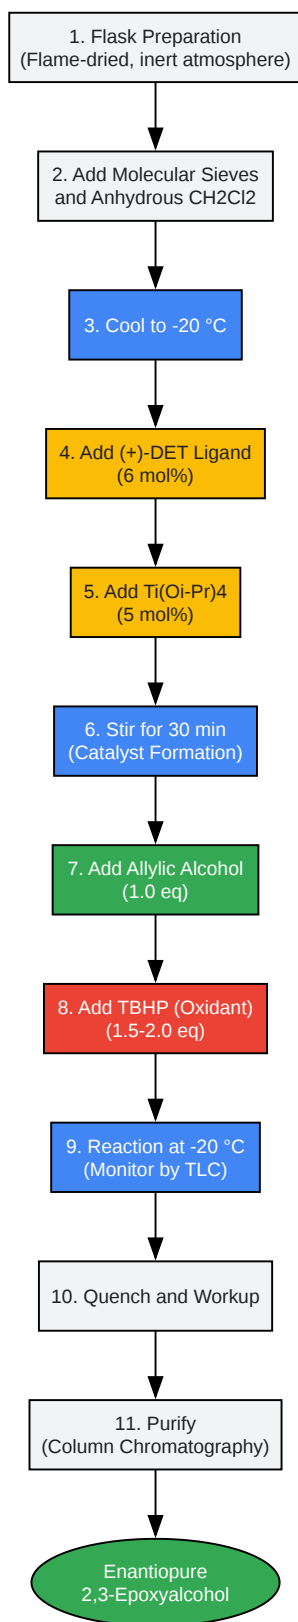 1. Flask Preparation
(Flame-dried, inert atmosphere)
2. Add Molecular Sieves
and Anhydrous CH2Cl2
3. Cool to -20 °C
4. Add (+)-DET Ligand
(6 mol%)
5. Add Ti(Oi-Pr)4
(5 mol%)
6. Stir for 30 min
(Catalyst Formation)
7. Add Allylic Alcohol
(1.0 eq)
8. Add TBHP (Oxidant)
(1.5-2.0 eq)
9. Reaction at -20 °C
(Monitor by TLC)
10. Quench and Workup
11. Purify
(Column Chromatography)
Enantiopure
2,3-Epoxyalcohol